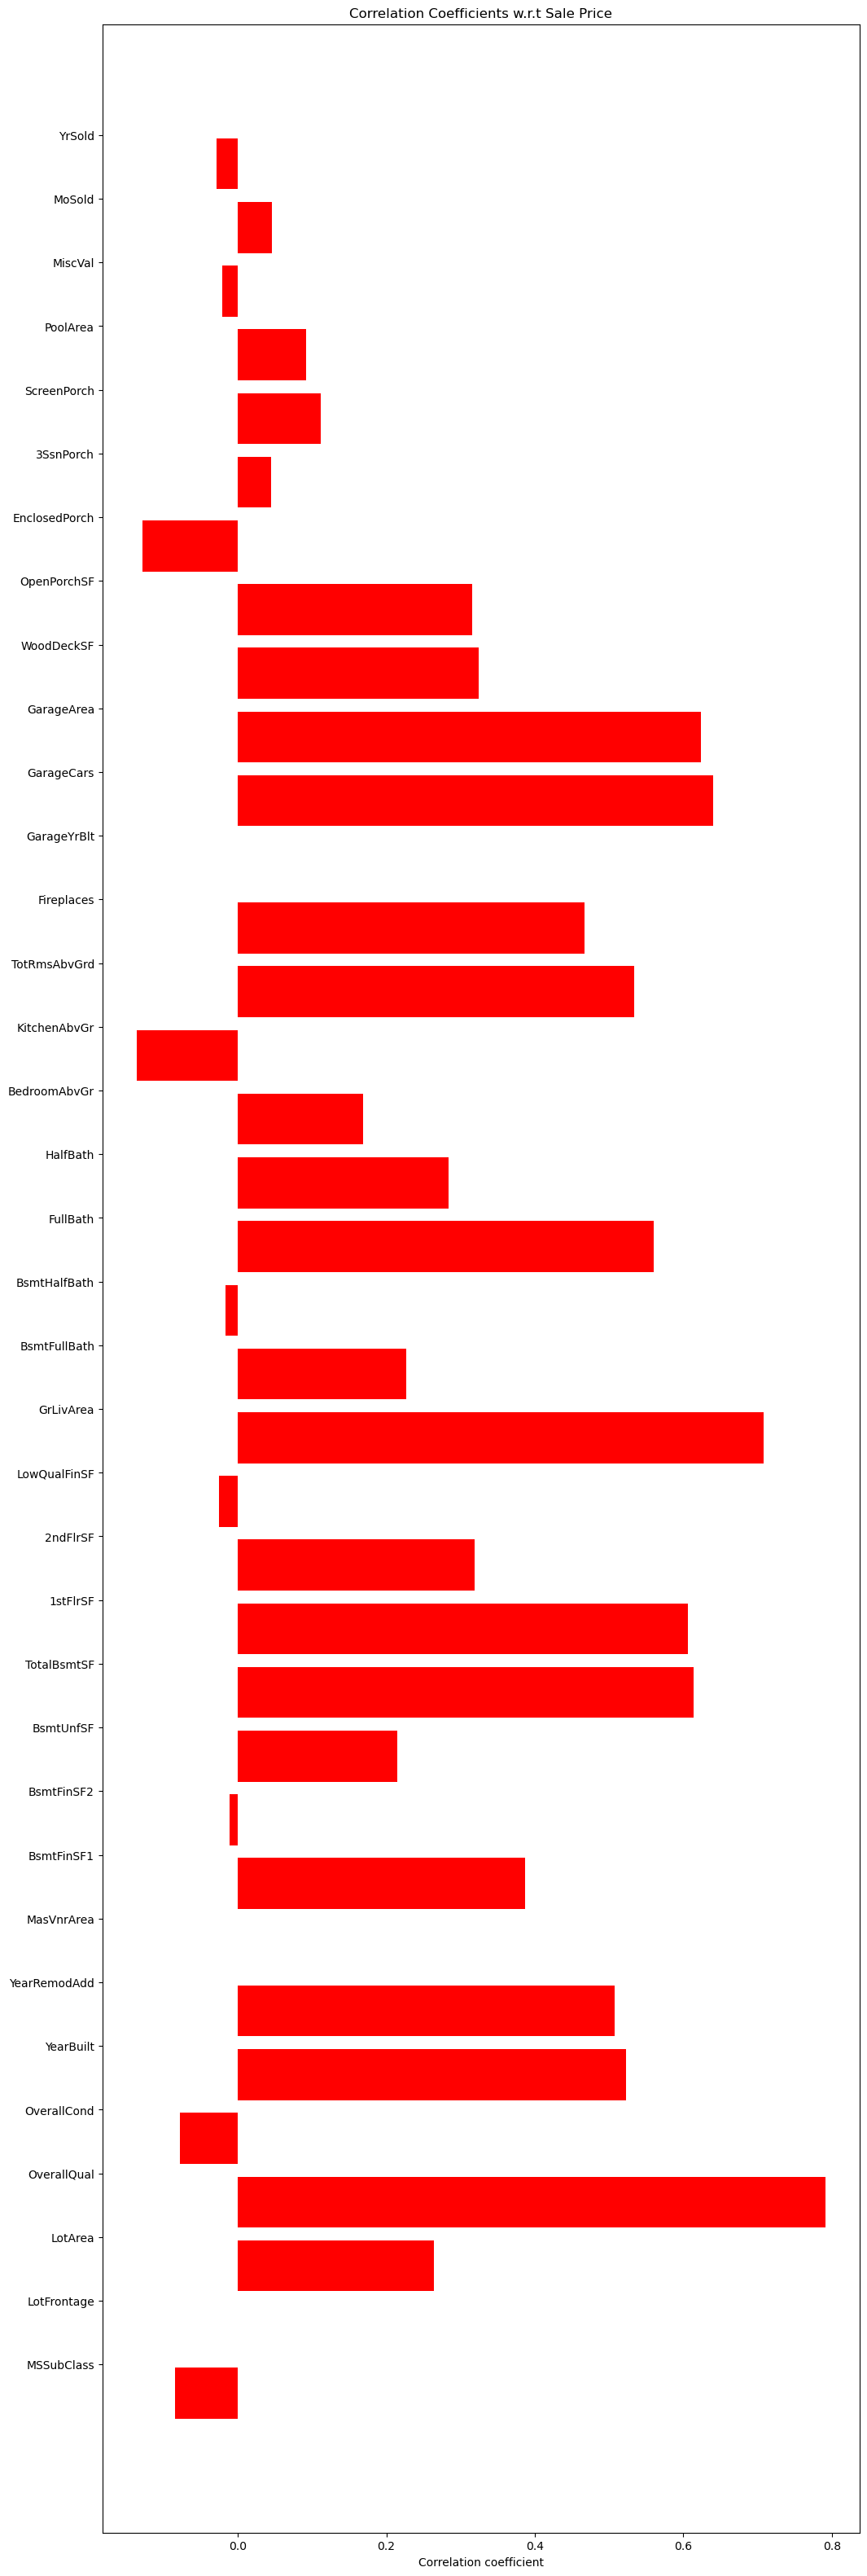 Correlation Coefficients w.r.t Sale Price
YrSold
MoSold
MiscVal
PoolArea
ScreenPorch
3SsnPorch
EnclosedPorch
OpenPorchSF
WoodDeckSF
GarageArea
GarageCars
GarageYrBlt
Fireplaces
TotRmsAbvGrd
KitchenAbvGr
BedroomAbvGr
HalfBath
FullBath
BsmtHalfBath
BsmtFullBath
GrLivArea
LowQualFinSF
2ndFlrSF
1stFlrSF
TotalBsmtSF
BsmtUnfSF
BsmtFinSF2
BsmtFinSF1
MasVnrArea
YearRemodAdd
YearBuilt
OverallCond
OverallQual
LotArea
LotFrontage
MSSubClass
0.0 0.2 0.4 0.6 0.8
Correlation coefficient